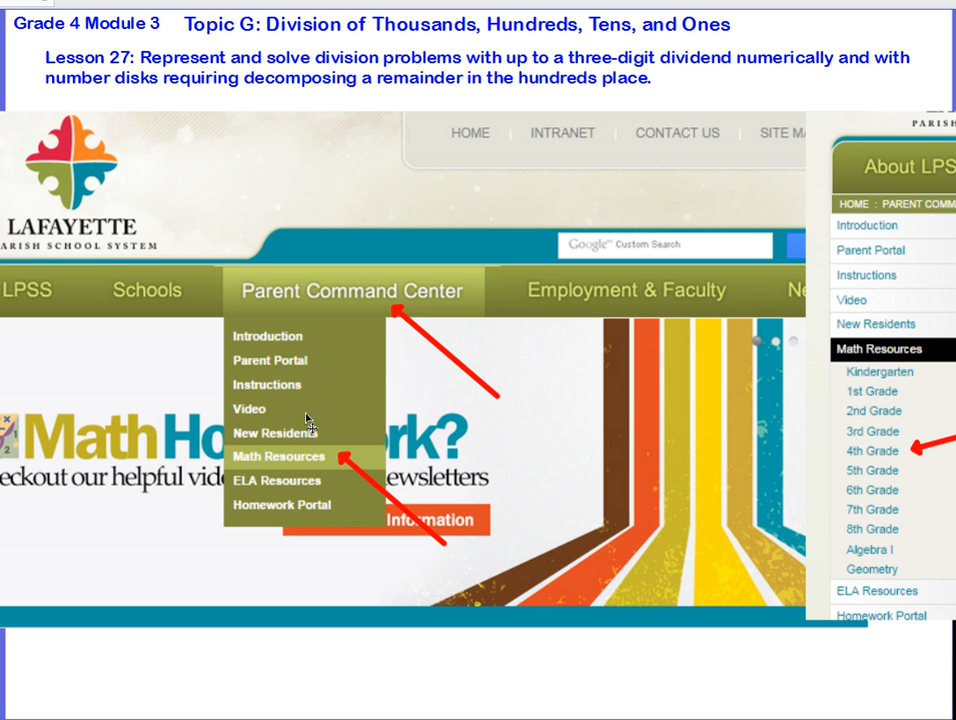 Grade 4 Module 3 Topic G: Division of Thousands, Hundreds, Tens, and Ones
Lesson 27: Represent and solve division problems with up to a three-digit dividend numerically and with
number disks requiring decomposing a remainder in the hundreds place.
HOME | INTRANET | CONTACT US | SITE
LAFAYETTE
ARISH SCHOOL SYSTEM
Google™ Custom Search
LPSS Schools Parent Command Center Employment & Faculty
Introduction
Parent Portal
Instructions
Video
New Residents
Math Resources
ELA Resources
Homework Portal
Math Ho rk?
eckout our helpful vid ewsletters
Information
PARISH
About LPS
HOME : PARENT COMM
Introduction
Parent Portal
Instructions
Video
New Residents
Math Resources
Kindergarten
1st Grade
2nd Grade
3rd Grade
4th Grade
5th Grade
6th Grade
7th Grade
8th Grade
Algebra I
Geometry
ELA Resources
Homework Portal